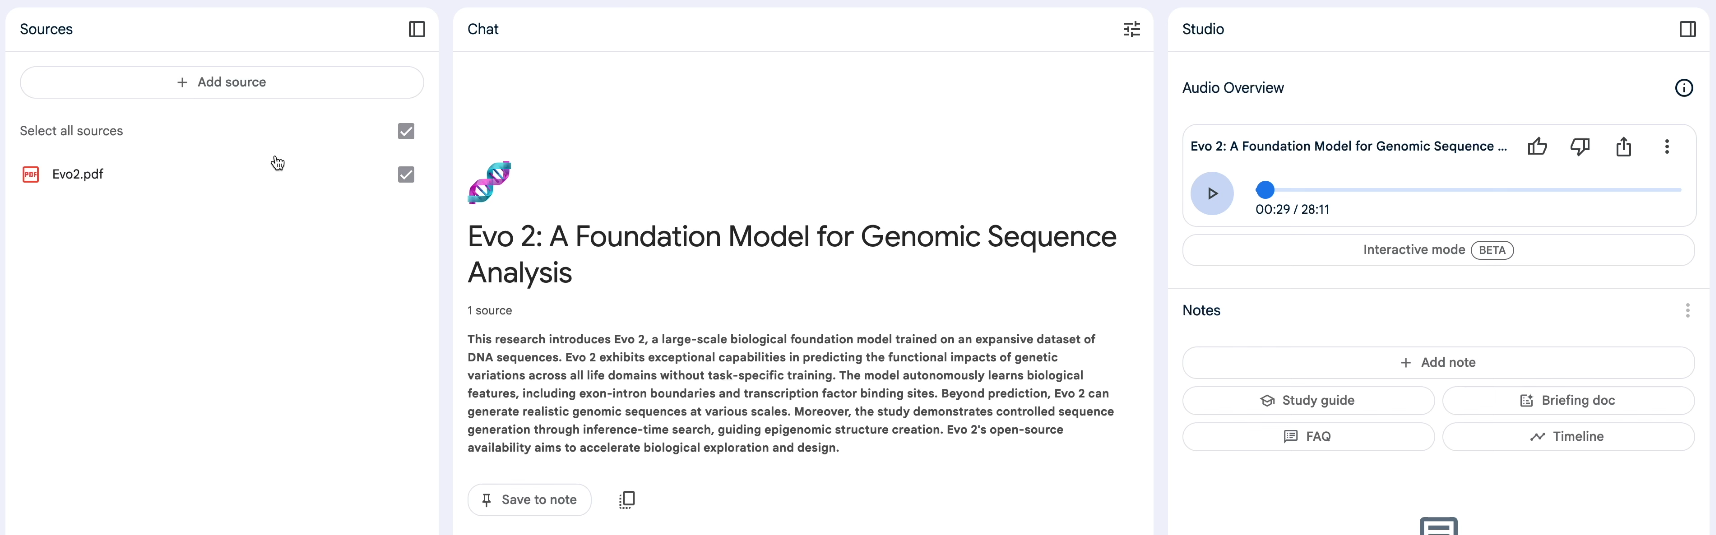 Sources
Add source
Select all sources
PDF
Evo2.pdf
Chat
Evo 2: A Foundation Model for Genomic Sequence
Analysis
1 source
This research introduces Evo 2, a large-scale biological foundation model trained on an expansive dataset of
DNA sequences. Evo 2 exhibits exceptional capabilities in predicting the functional impacts of genetic
variations across all life domains without task-specific training. The model autonomously learns biological
features, including exon-intron boundaries and transcription factor binding sites. Beyond prediction, Evo 2 can
generate realistic genomic sequences at various scales. Moreover, the study demonstrates controlled sequence
generation through inference-time search, guiding epigenomic structure creation. Evo 2's open-source
availability aims to accelerate biological exploration and design.
Save to note
Studio
Audio Overview
Evo 2: A Foundation Model for Genomic Sequence ...
00:29 / 28:11
Interactive mode BETA
Notes
Add note
Study guide
Briefing doc
FAQ
Timeline